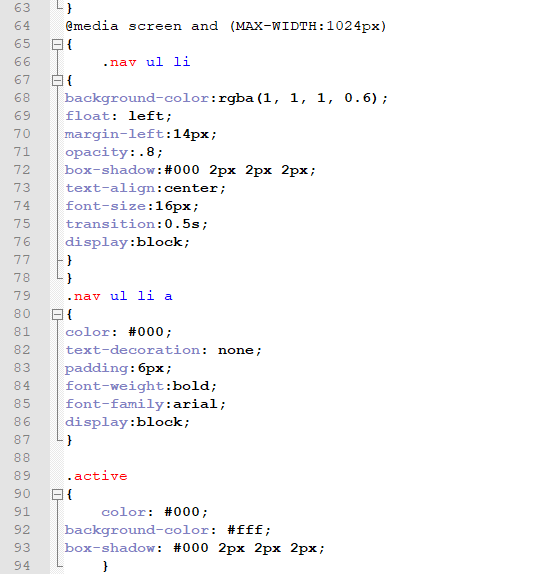 63 }
64 @media screen and (MAX-WIDTH:1024px)
65 {
66 .nav ul li
67 {
68 background-color:rgba(1, 1, 1, 0.6);
69 float: left;
70 margin-left:14px;
71 opacity:.8;
72 box-shadow:#000 2px 2px 2px;
73 text-align:center;
74 font-size:16px;
75 transition:0.5s;
76 display:block;
77 }
78 }
79 .nav ul li a
80 {
81 color: #000;
82 text-decoration: none;
83 padding:6px;
84 font-weight:bold;
85 font-family:arial;
86 display:block;
87 }
88
89 .active
90 {
91 color: #000;
92 background-color: #fff;
93 box-shadow: #000 2px 2px 2px;
94 }